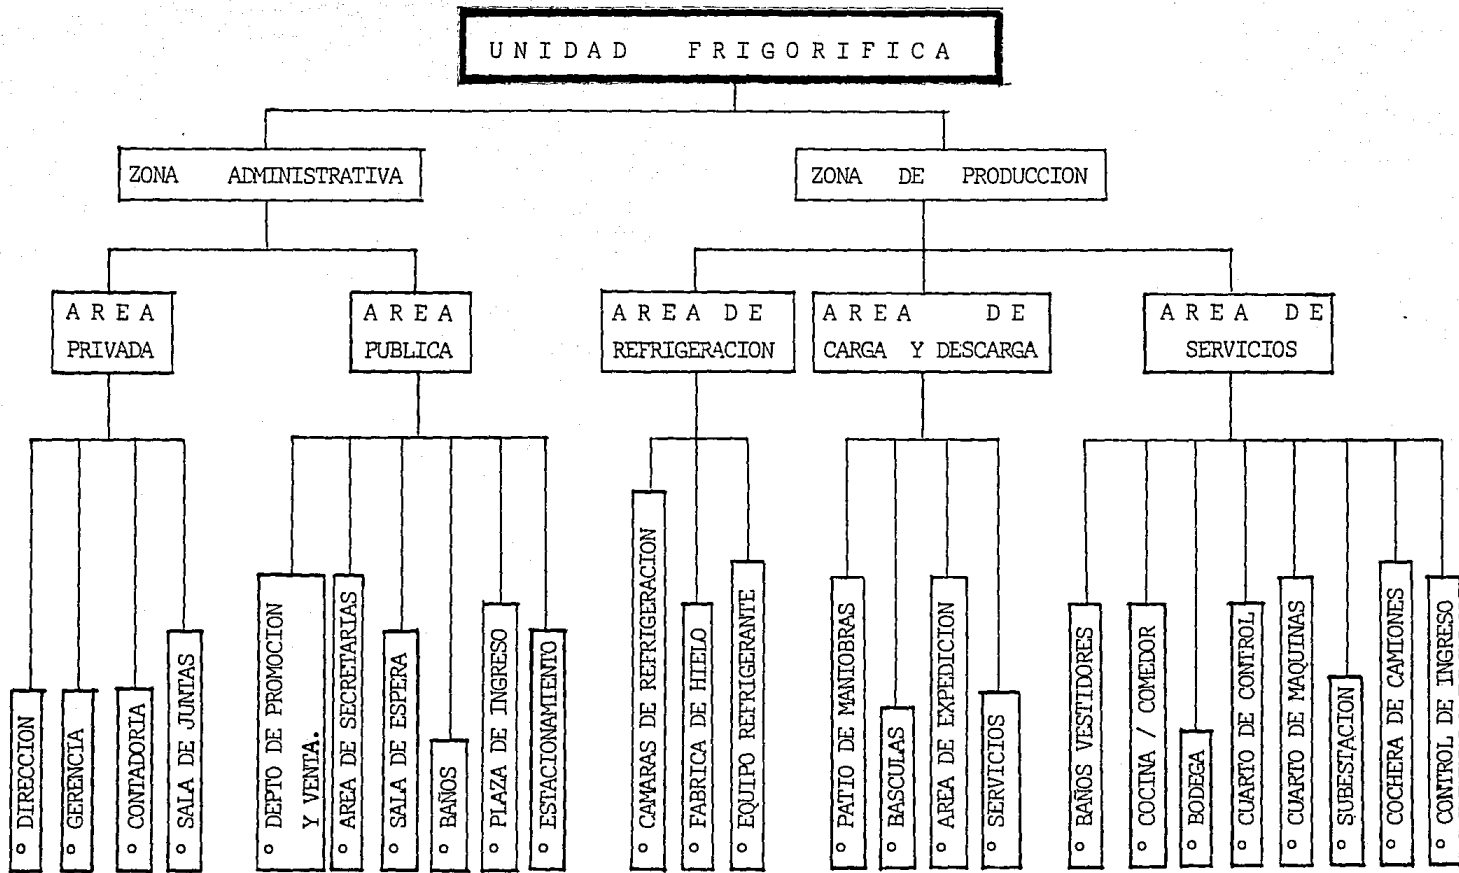 UNIDAD FRIGORIFICA
ZONA ADMINISTRATIVA
ZONA DE PRODUCCION
AREA
PRIVADA
AREA
PUBLICA
AREA DE
REFRIGERACION
AREA DE
CARGA Y DESCARGA
AREA DE
SERVICIOS
° DIRECCION
° GERENCIA
° CONTADORIA
° SALA DE JUNTAS
° DEPTO DE PROMOCION
Y VENTA.
° AREA DE SECRETARIAS
° SALA DE ESPERA
° BAÑOS
° PLAZA DE INGRESO
° ESTACIONAMIENTO
° CAMARAS DE REFRIGERACION
° FABRICA DE HIELO
° EQUIPO REFRIGERANTE
° PATIO DE MANIOBRAS
° BASCULAS
° AREA DE EXPEDICION
° SERVICIOS
° BAÑOS VESTIDORES
° COCINA / COMEDOR
° BODEGA
° CUARTO DE CONTROL
° CUARTO DE MAQUINAS
° SUBESTACION
° COCHERA DE CAMIONES
° CONTROL DE INGRESO